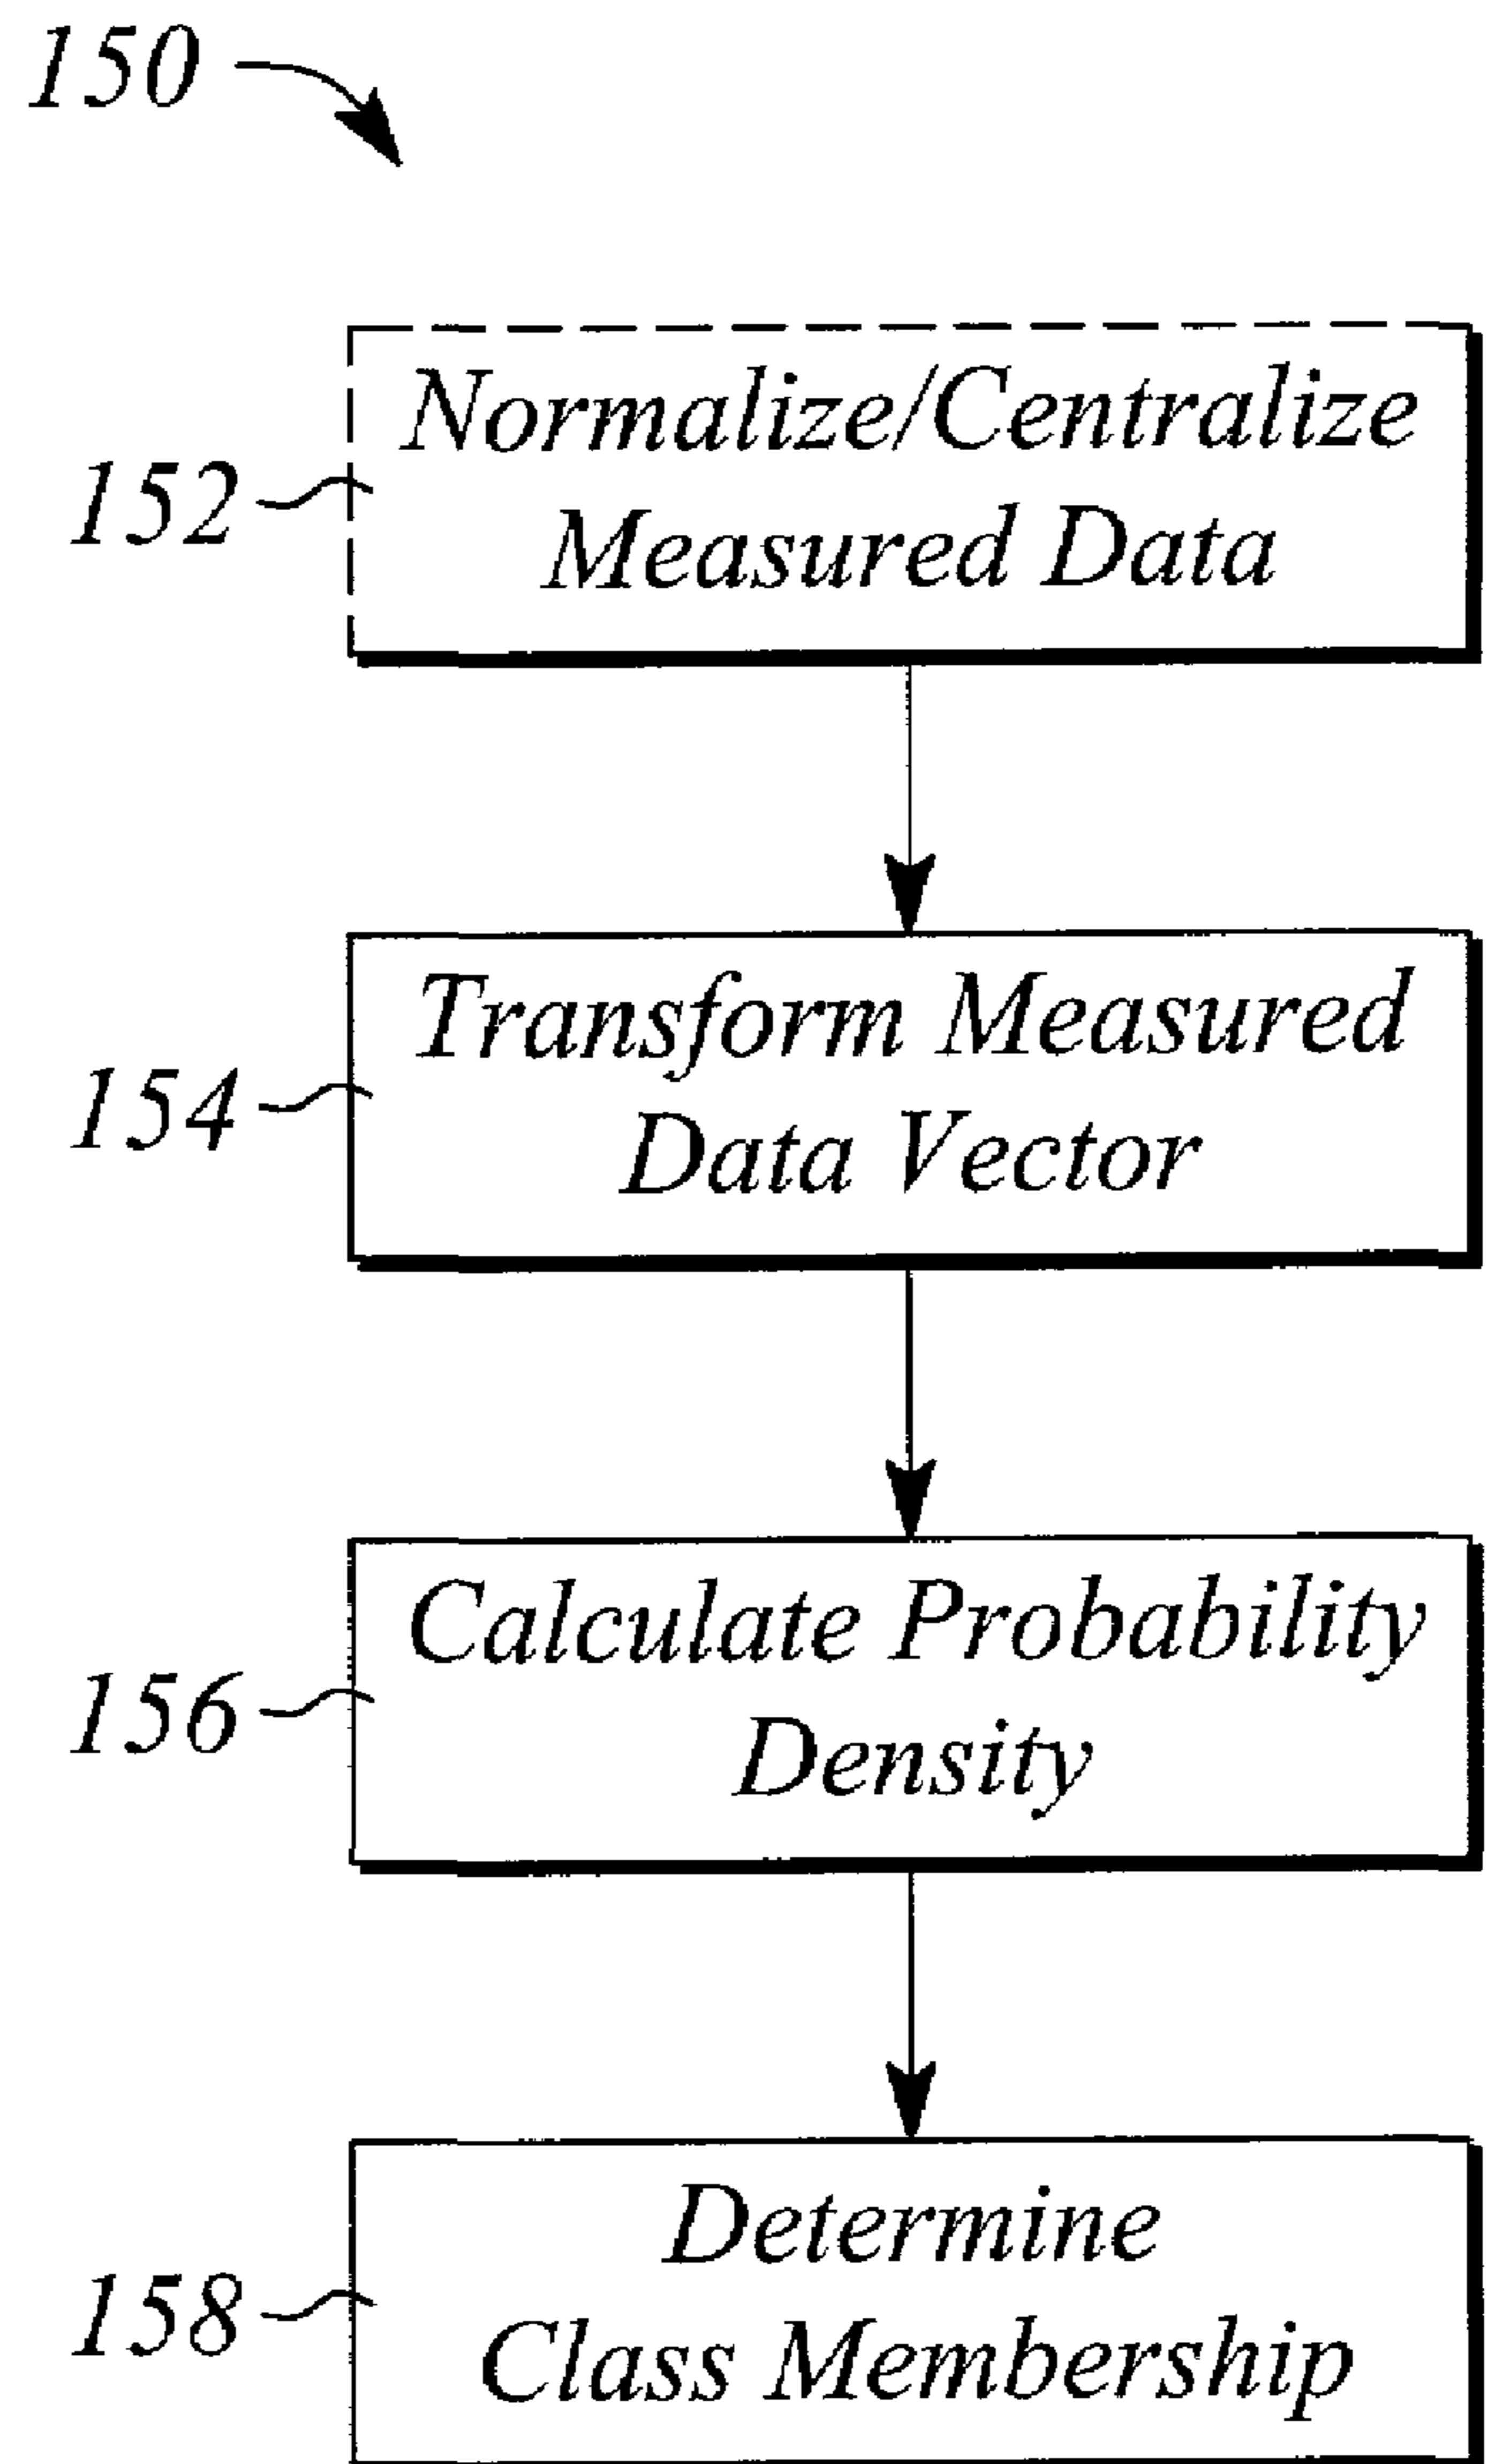 150
Normalize/Centralize
Measured Data
152
Transform Measured
Data Vector
154
Calculate Probability
Density
156
Determine
Class Membership
158